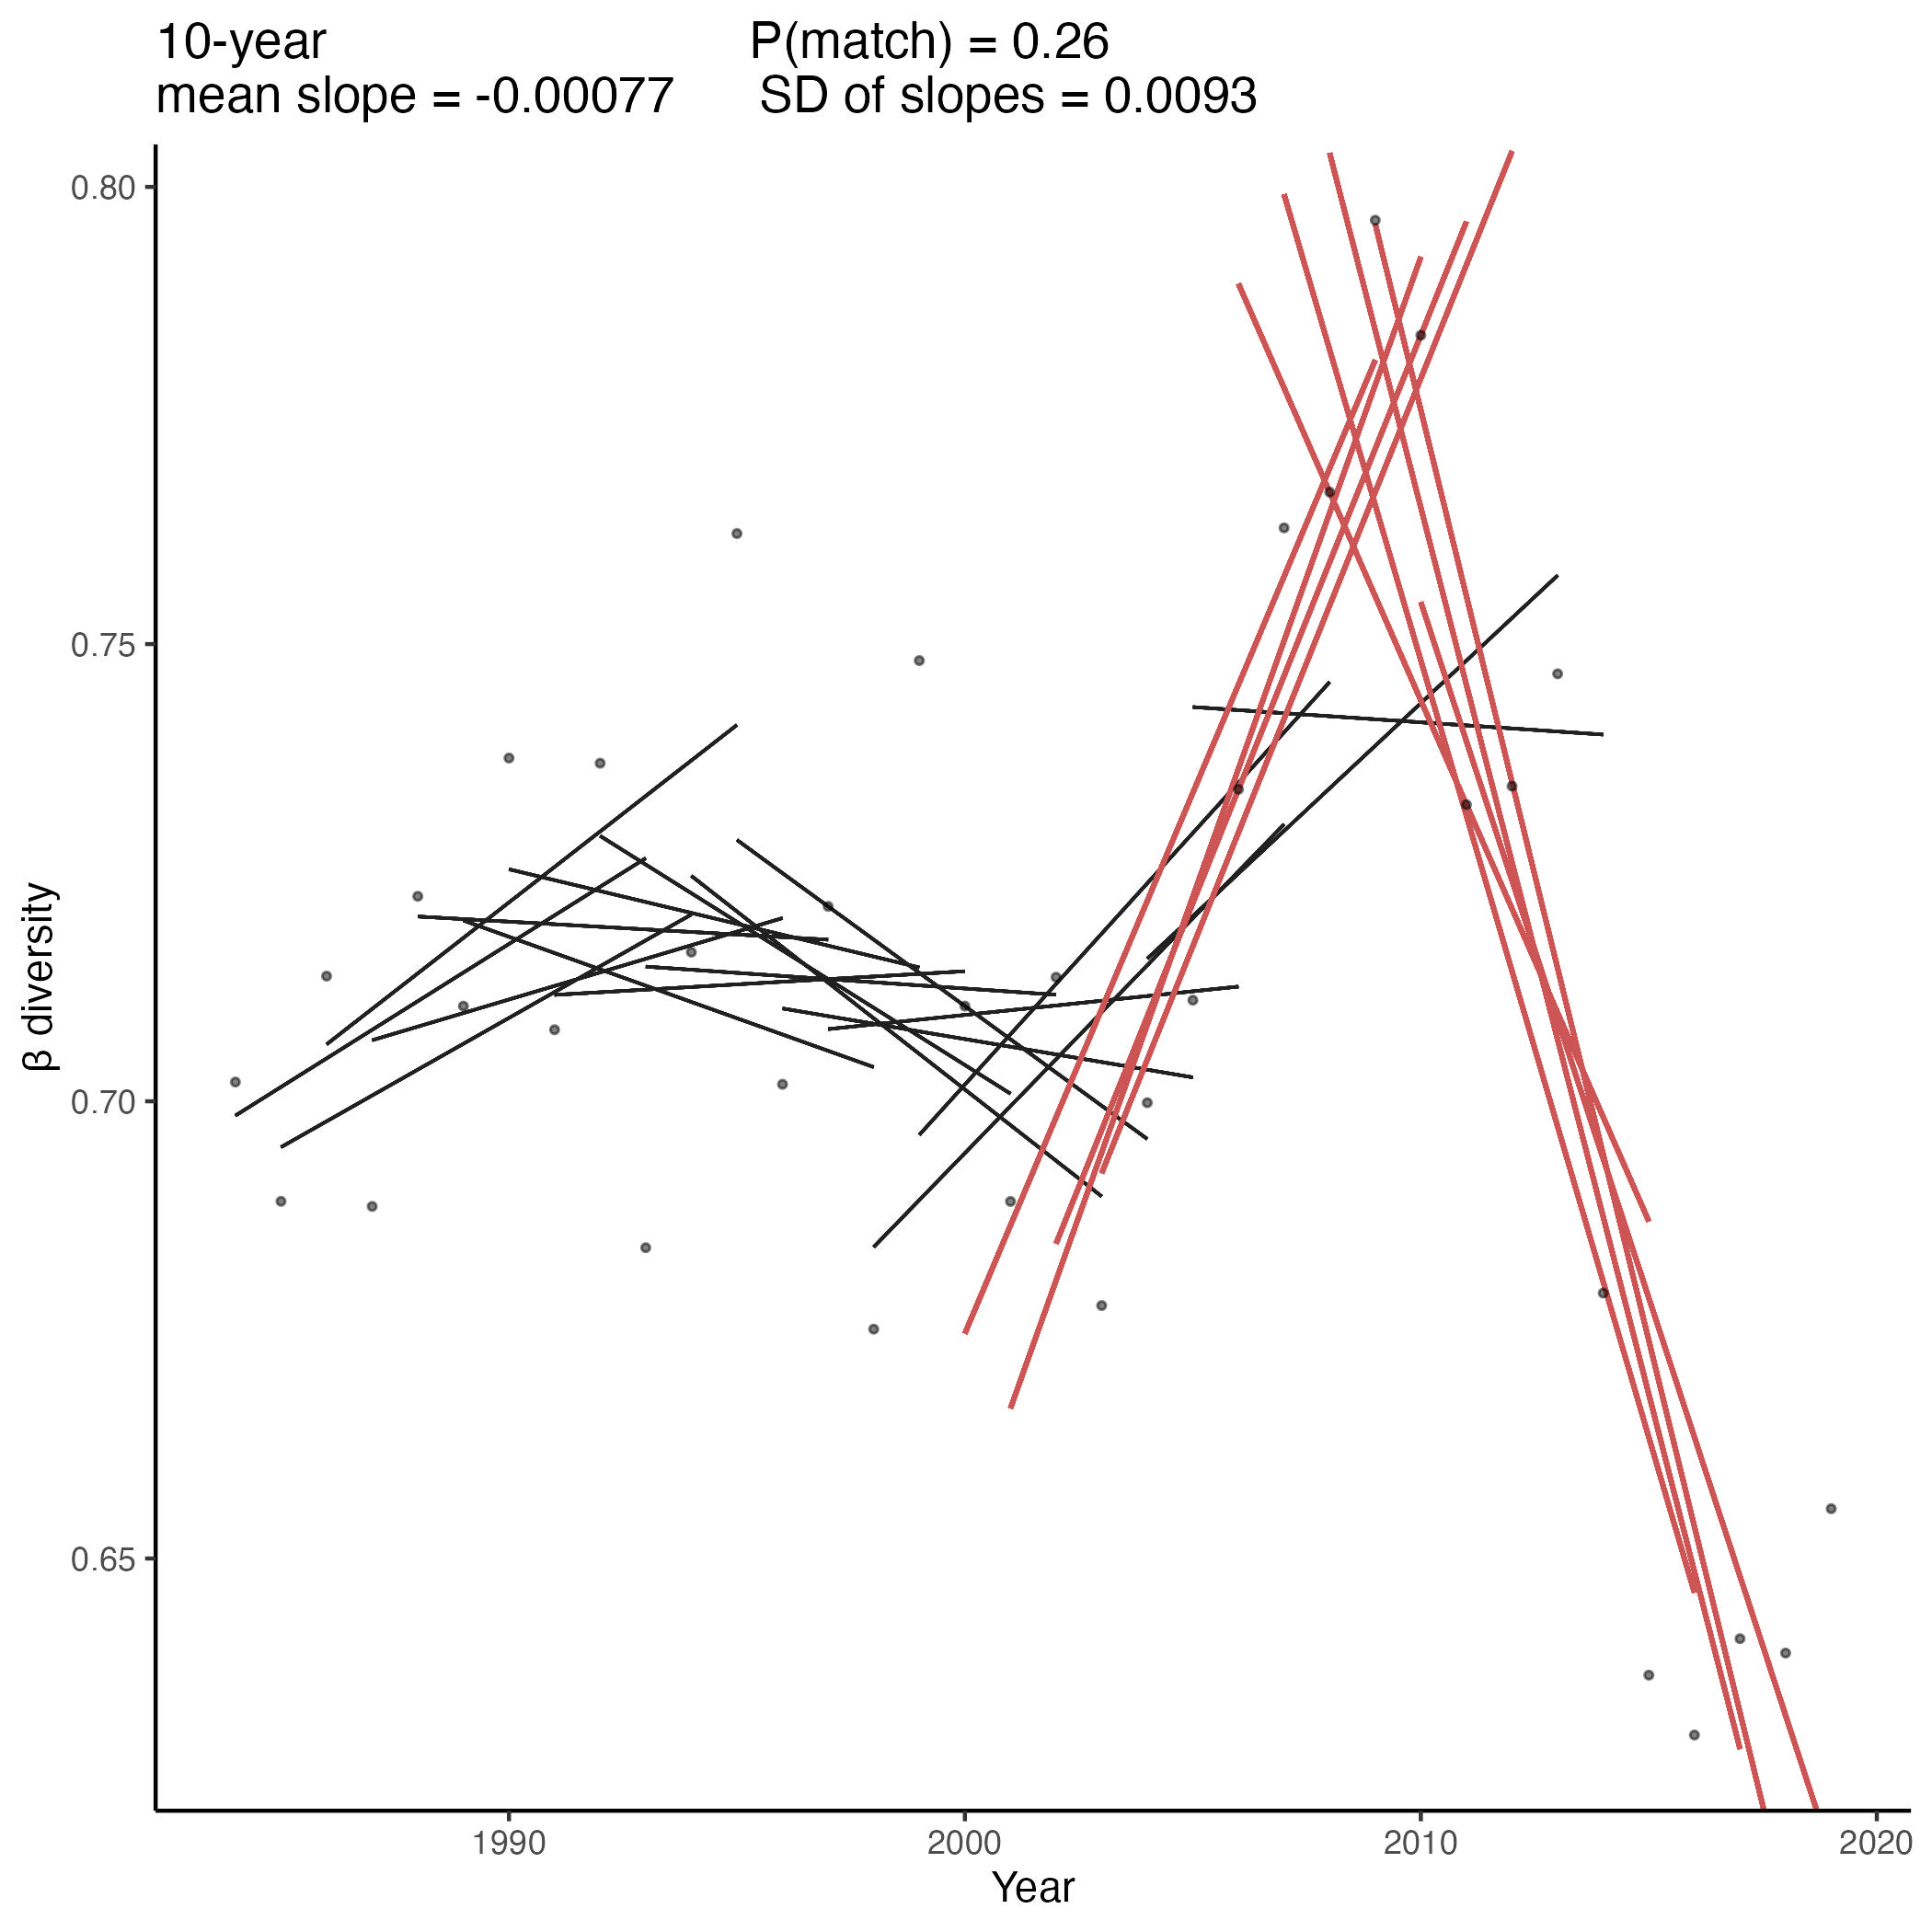 10-year P(match) = 0.26
mean slope = -0.00077 SD of slopes = 0.0093
0.80
0.75
0.70
0.65
β diversity
1990 2000 2010 2020
Year